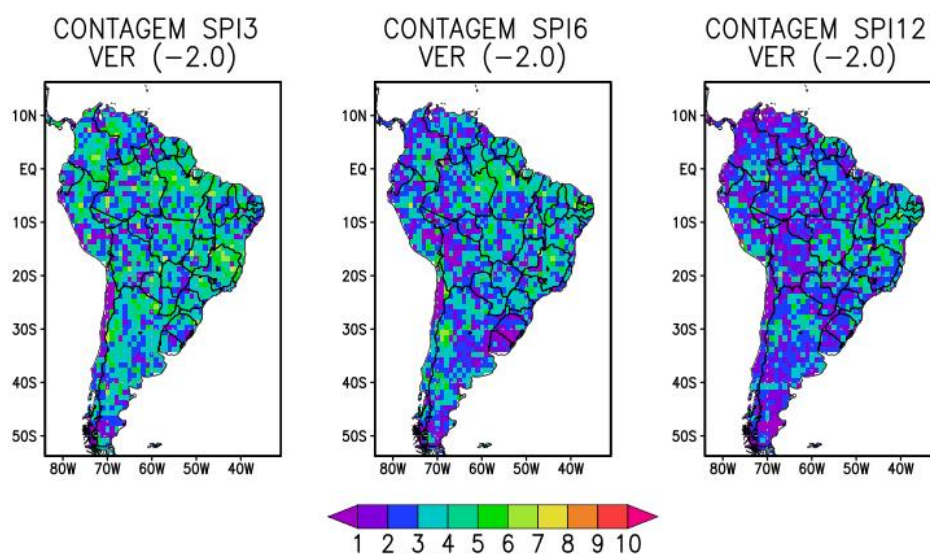 CONTAGEM SPI3
VER (−2.0)
CONTAGEM SPI6
VER (−2.0)
CONTAGEM SPI12
VER (−2.0)
10N
EQ
10S
20S
30S
40S
50S
80W 70W 60W 50W 40W
10N
EQ
10S
20S
30S
40S
50S
80W 70W 60W 50W 40W
10N
EQ
10S
20S
30S
40S
50S
80W 70W 60W 50W 40W
1 2 3 4 5 6 7 8 9 10